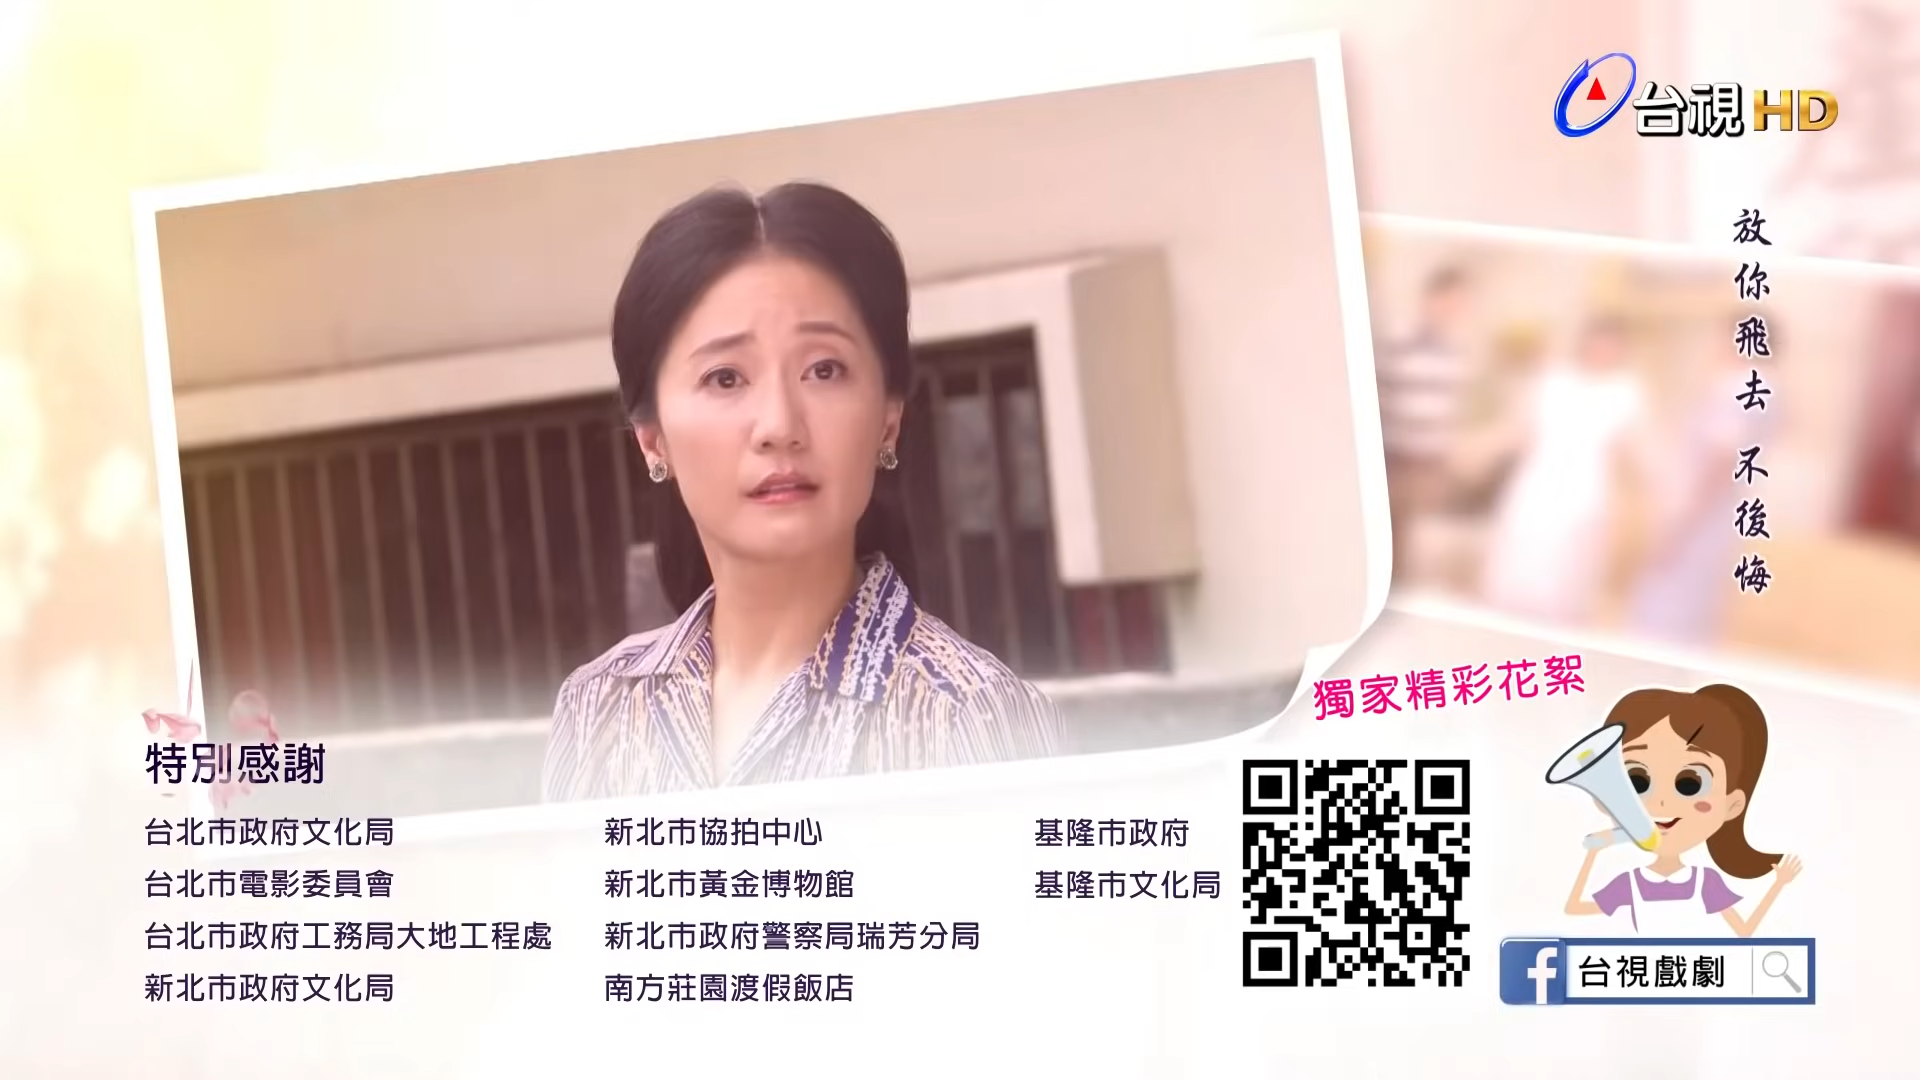 台視HD
放你飛去 不後悔
獨家精彩花絮
特別感謝
台北市政府文化局
台北市電影委員會
台北市政府工務局大地工程處
新北市政府文化局
新北市協拍中心
新北市黃金博物館
新北市政府警察局瑞芳分局
南方莊園渡假飯店
基隆市政府
基隆市文化局
f 台視戲劇